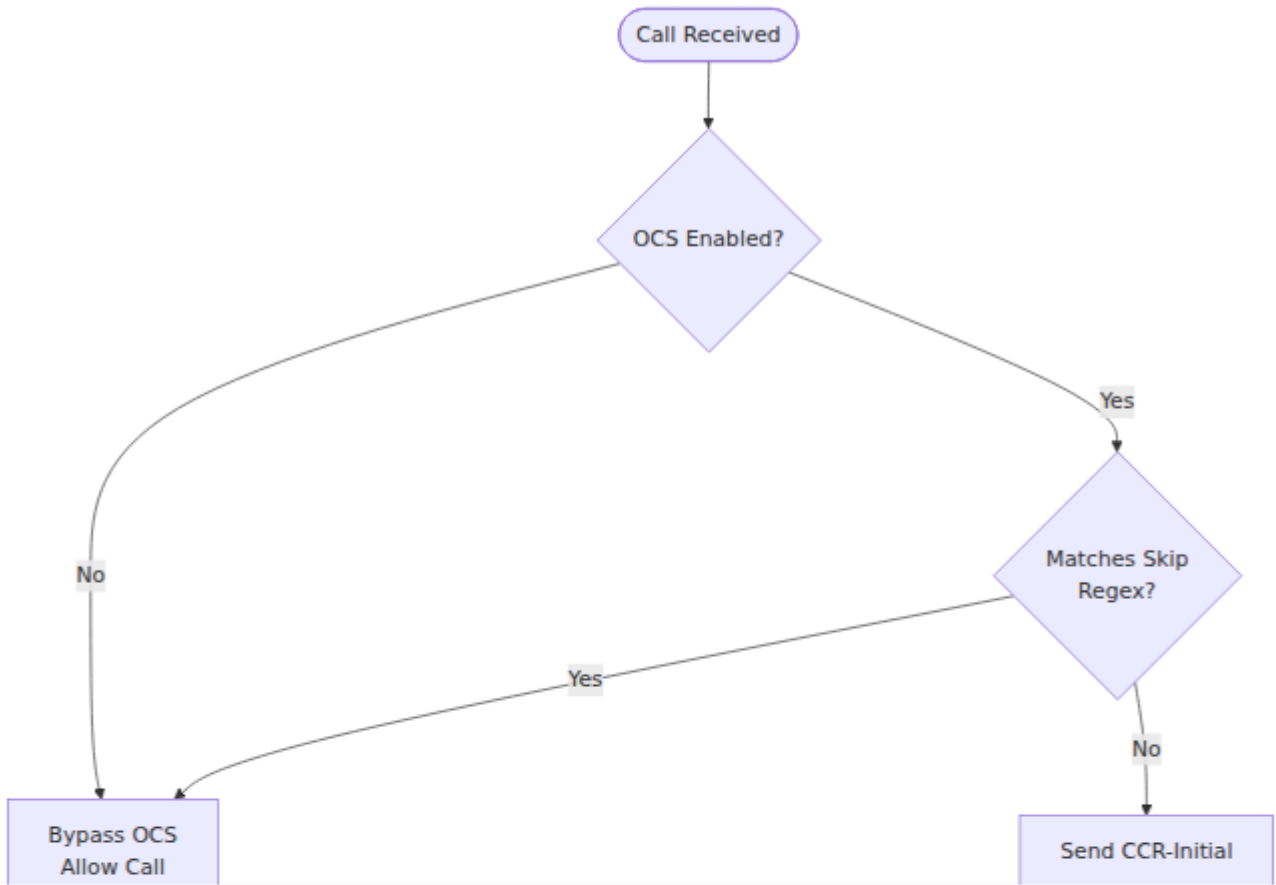 Call Received
OCS Enabled?
Yes
Matches Skip
Regex?
No
Yes
No
Bypass OCS
Allow Call
Send CCR-Initial